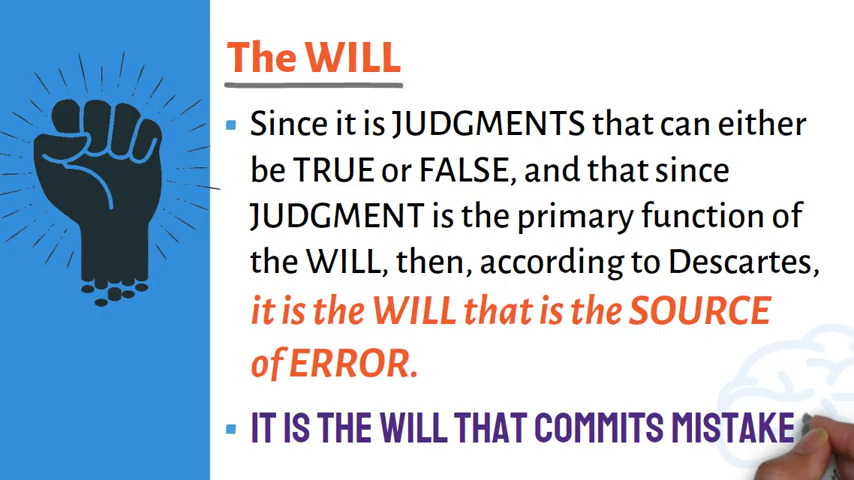 The WILL
Since it is JUDGMENTS that can either
be TRUE or FALSE, and that since
JUDGMENT is the primary function of
the WILL, then, according to Descartes,
it is the WILL that is the SOURCE
of ERROR.
IT IS THE WILL THAT COMMITS MISTAKE